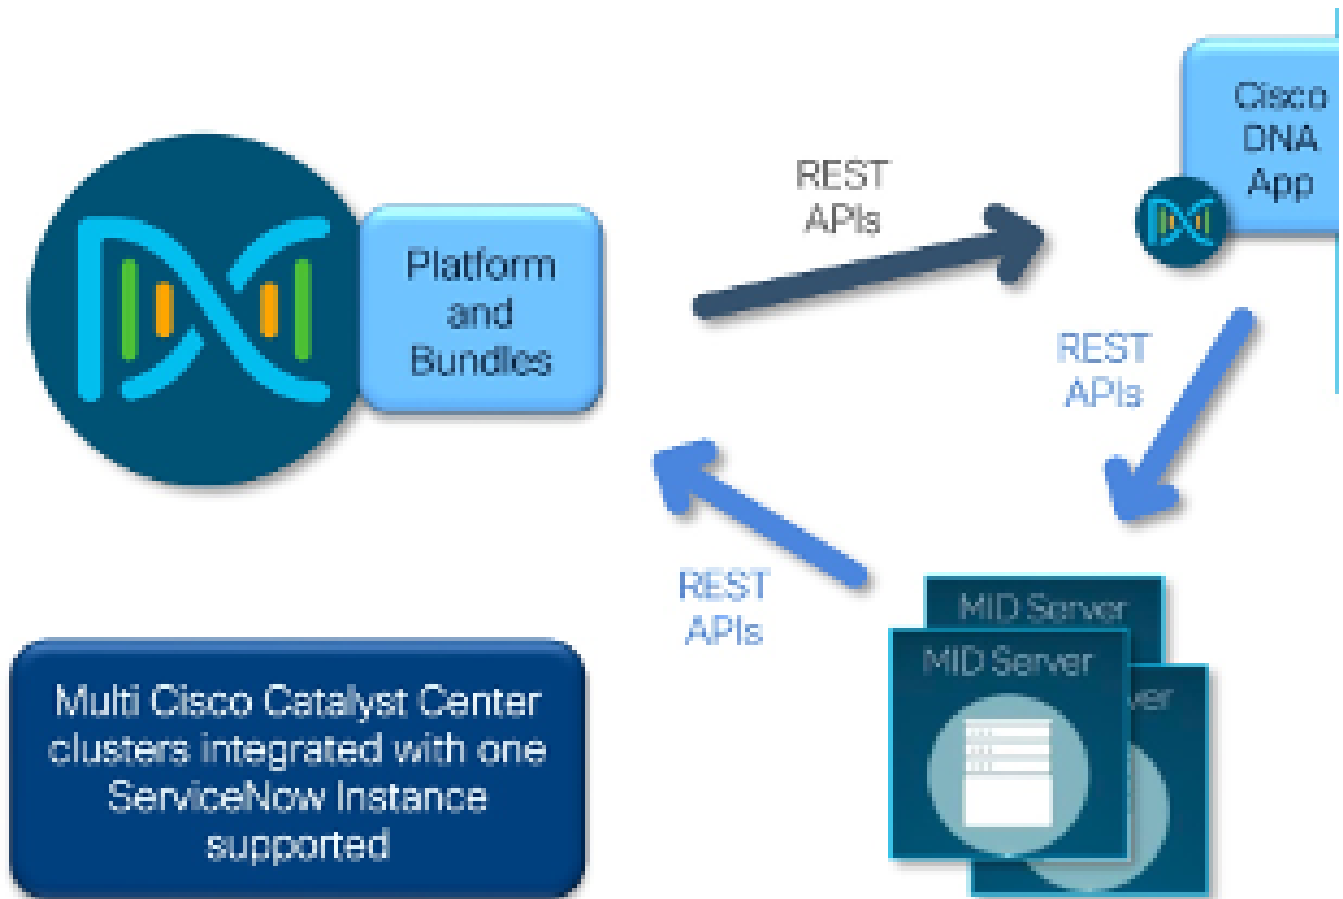 Cisco
DNA
App
REST
APIs
Platform
and
Bundles
REST
APIs
REST
APIs
MID Server
MID Server
ver
Multi Cisco Catalyst Center
clusters integrated with one
ServiceNow Instance
supported